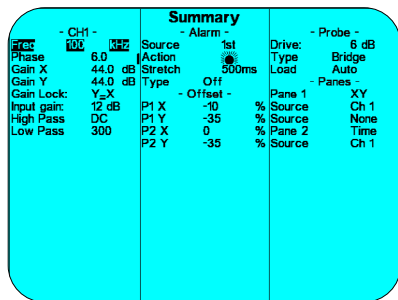 Summary
- CH1 -
Freq 100 kHz
Phase 6.0
Gain X 44.0 dB
Gain Y 44.0 dB
Gain Lock: Y=X
Input gain: 12 dB
High Pass DC
Low Pass 300
- Alarm -
Source 1st
Action
Stretch 500ms
Type Off
- Offset -
P1 X -10 %
P1 Y -35 %
P2 X 0 %
P2 Y -35 %
- Probe -
Drive: 6 dB
Type Bridge
Load Auto
- Panes -
Pane 1 XY
Source Ch 1
Source None
Pane 2 Time
Source Ch 1